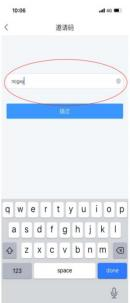 10:06
4G
邀请码
确定
q w e r t y u i o p
a s d f g h j k l
z x c v b n m
123 space done